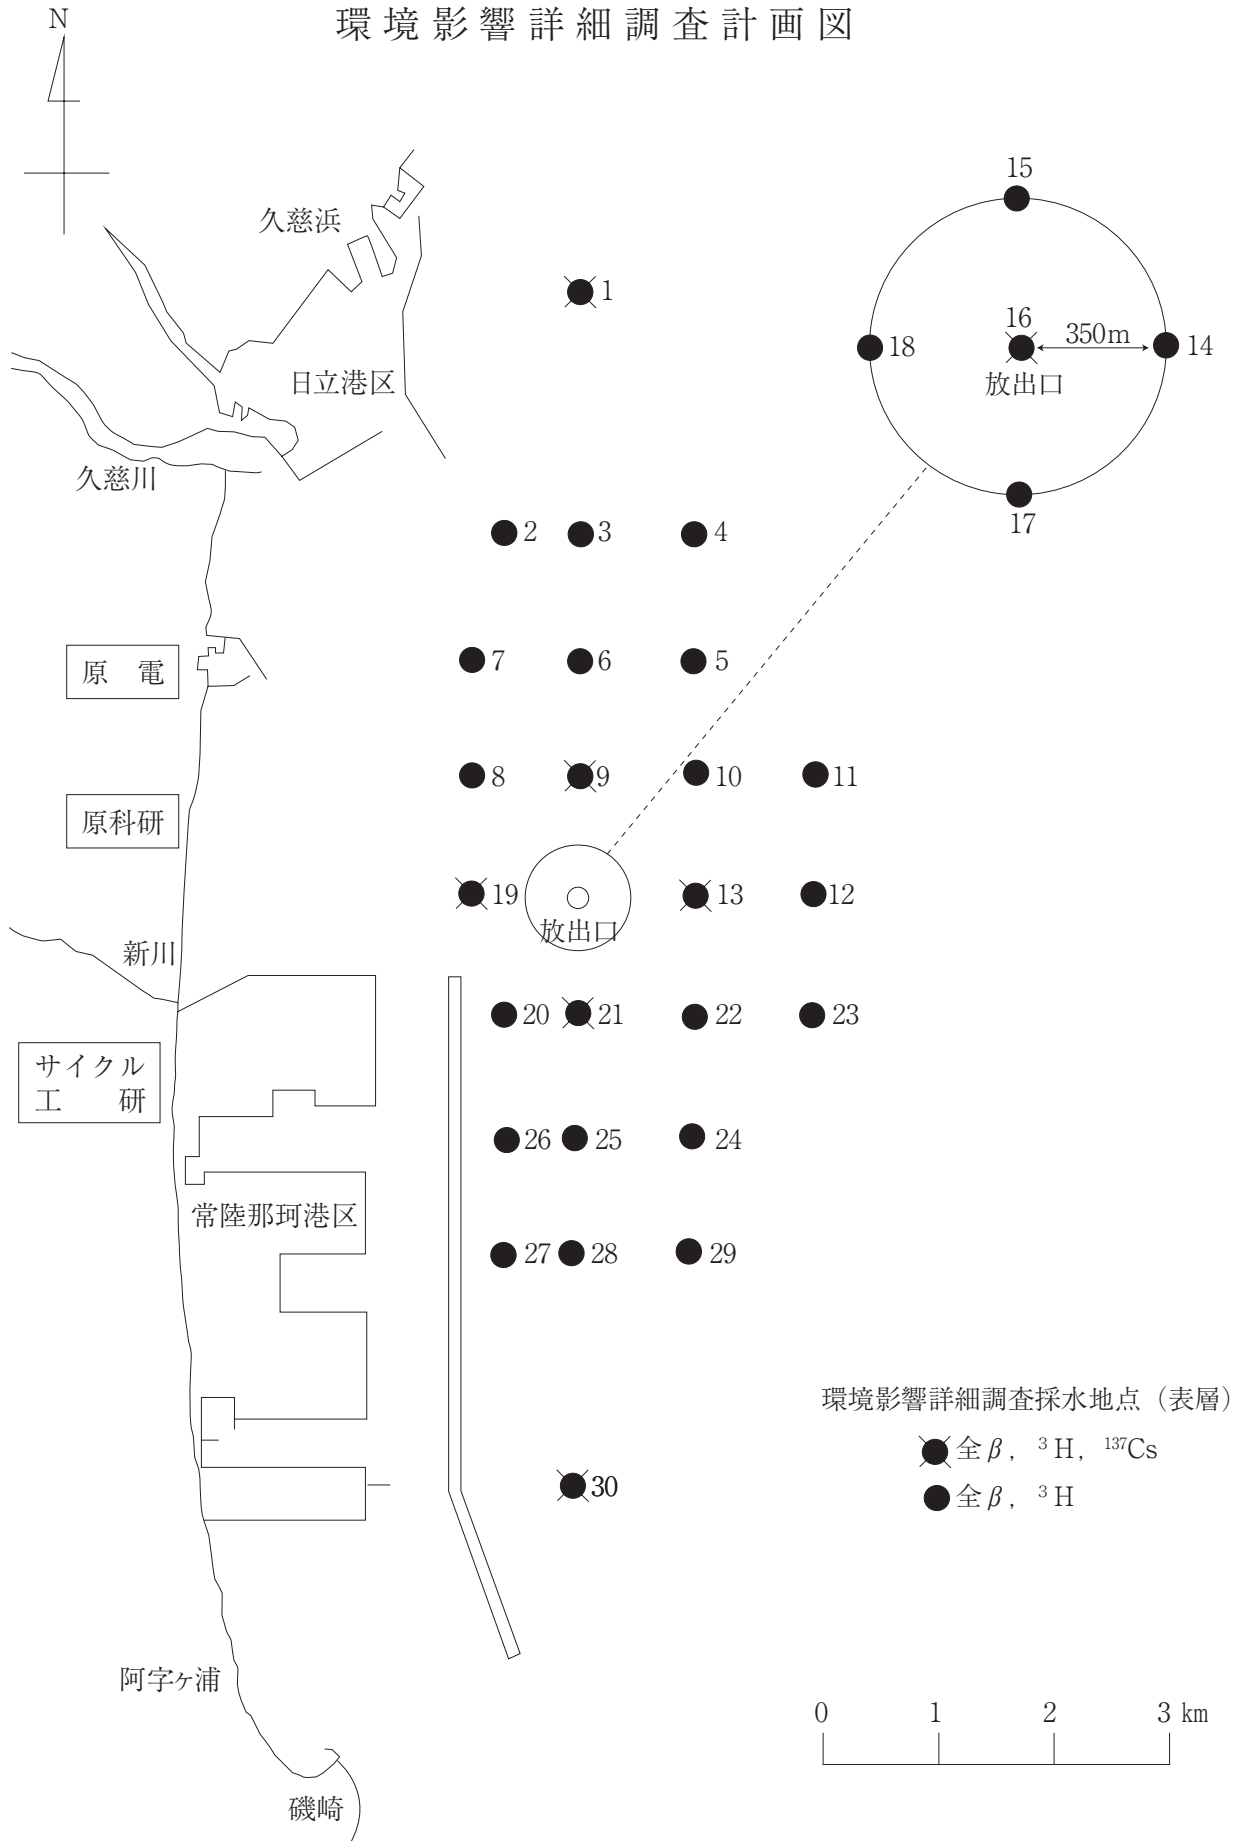 環境影響詳細調査計画図
N
15
久慈浜
1
16
350m
18
14
放出口
日立港区
久慈川
17
2
3
4
原 電
7
6
5
8
9
10
11
原科研
19
13
12
放出口
新川
20
21
22
23
サイクル
工 研
26
25
24
常陸那珂港区
27
28
29
環境影響詳細調査採水地点（表層）
全β， ³H， ¹³⁷Cs
30
全β， ³H
阿字ヶ浦
0 1 2 3 km
磯崎